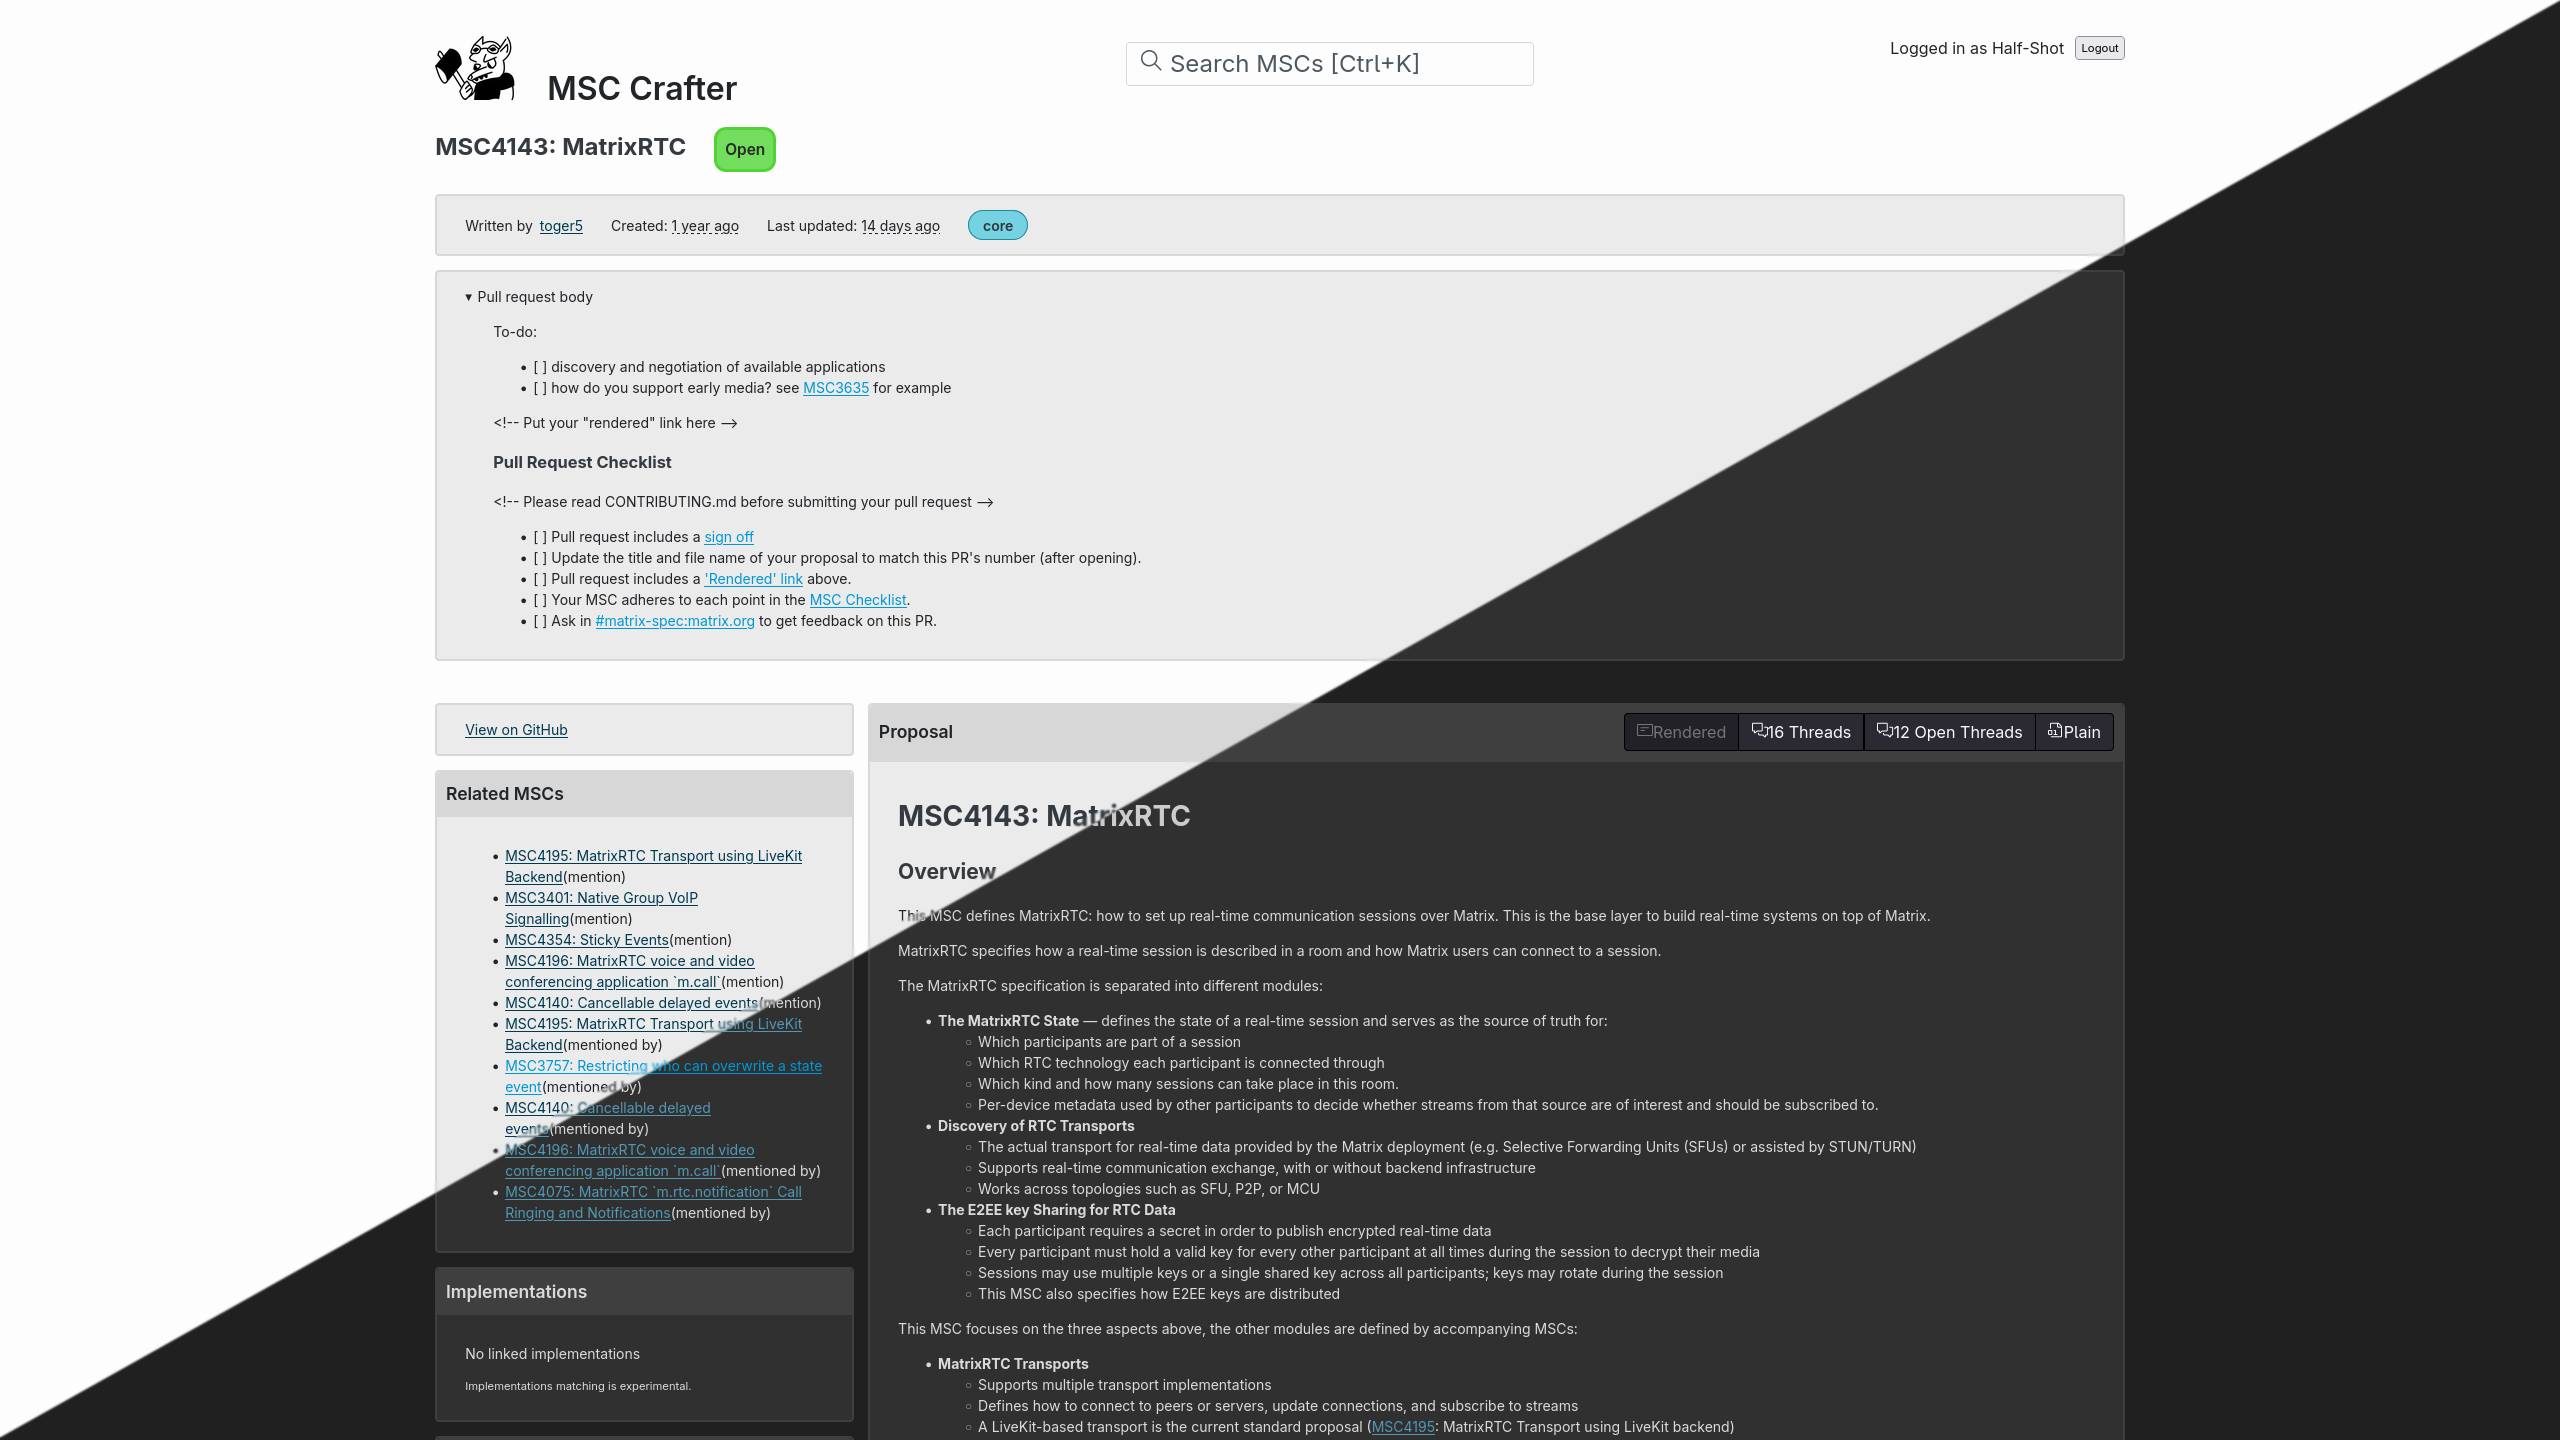 MSC Crafter
Search MSCs [Ctrl+K]
Logged in as Half-Shot
Logout
MSC4143: MatrixRTC
Open
Written by toger5 Created: 1 year ago Last updated: 14 days ago core
▾ Pull request body
To-do:
• [ ] discovery and negotiation of available applications
• [ ] how do you support early media? see MSC3635 for example
<!-- Put your "rendered" link here -->
Pull Request Checklist
<!-- Please read CONTRIBUTING.md before submitting your pull request -->
• [ ] Pull request includes a sign off
• [ ] Update the title and file name of your proposal to match this PR's number (after opening).
• [ ] Pull request includes a 'Rendered' link above.
• [ ] Your MSC adheres to each point in the MSC Checklist.
• [ ] Ask in #matrix-spec:matrix.org to get feedback on this PR.
View on GitHub
Related MSCs
• MSC4195: MatrixRTC Transport using LiveKit
Backend(mention)
• MSC3401: Native Group VoIP
Signalling(mention)
• MSC4354: Sticky Events(mention)
• MSC4196: MatrixRTC voice and video
conferencing application `m.call`(mention)
• MSC4140: Cancellable delayed events(mention)
• MSC4195: MatrixRTC Transport using LiveKit
Backend(mentioned by)
• MSC3757: Restricting who can overwrite a state
event(mentioned by)
• MSC4140: Cancellable delayed
events(mentioned by)
• MSC4196: MatrixRTC voice and video
conferencing application `m.call`(mentioned by)
• MSC4075: MatrixRTC `m.rtc.notification` Call
Ringing and Notifications(mentioned by)
Implementations
No linked implementations
Implementations matching is experimental.
Proposal
Rendered
16 Threads
12 Open Threads
Plain
MSC4143: MatrixRTC
Overview
This MSC defines MatrixRTC: how to set up real-time communication sessions over Matrix. This is the base layer to build real-time systems on top of Matrix.
MatrixRTC specifies how a real-time session is described in a room and how Matrix users can connect to a session.
The MatrixRTC specification is separated into different modules:
• The MatrixRTC State — defines the state of a real-time session and serves as the source of truth for:
◦ Which participants are part of a session
◦ Which RTC technology each participant is connected through
◦ Which kind and how many sessions can take place in this room.
◦ Per-device metadata used by other participants to decide whether streams from that source are of interest and should be subscribed to.
• Discovery of RTC Transports
◦ The actual transport for real-time data provided by the Matrix deployment (e.g. Selective Forwarding Units (SFUs) or assisted by STUN/TURN)
◦ Supports real-time communication exchange, with or without backend infrastructure
◦ Works across topologies such as SFU, P2P, or MCU
• The E2EE key Sharing for RTC Data
◦ Each participant requires a secret in order to publish encrypted real-time data
◦ Every participant must hold a valid key for every other participant at all times during the session to decrypt their media
◦ Sessions may use multiple keys or a single shared key across all participants; keys may rotate during the session
◦ This MSC also specifies how E2EE keys are distributed
This MSC focuses on the three aspects above, the other modules are defined by accompanying MSCs:
• MatrixRTC Transports
◦ Supports multiple transport implementations
◦ Defines how to connect to peers or servers, update connections, and subscribe to streams
◦ A LiveKit-based transport is the current standard proposal (MSC4195: MatrixRTC Transport using LiveKit backend)